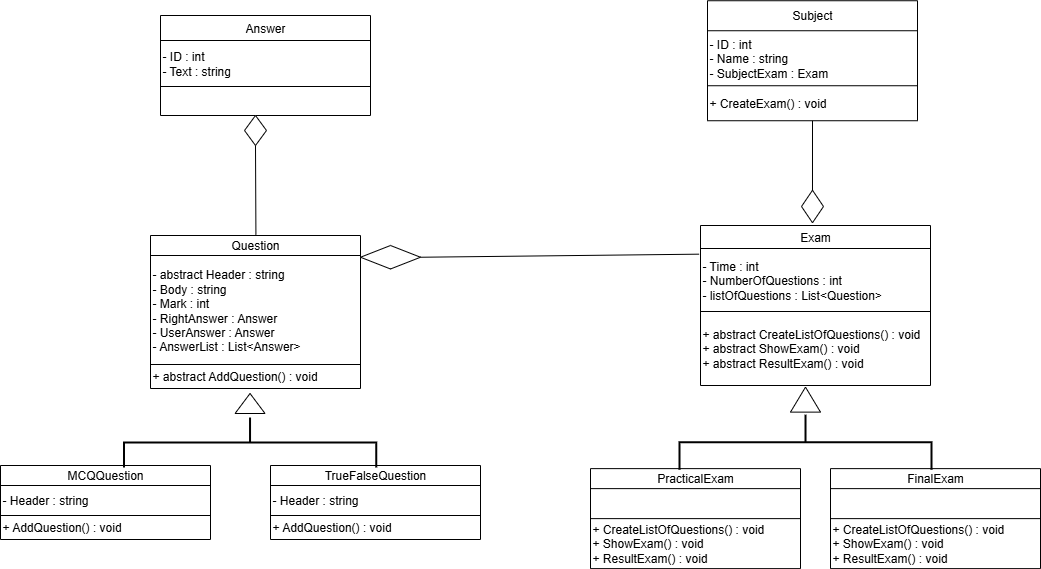 Answer
- ID : int
- Text : string
Subject
- ID : int
- Name : string
- SubjectExam : Exam
+ CreateExam() : void
Question
- abstract Header : string
- Body : string
- Mark : int
- RightAnswer : Answer
- UserAnswer : Answer
- AnswerList : List<Answer>
+ abstract AddQuestion() : void
Exam
- Time : int
- NumberOfQuestions : int
- listOfQuestions : List<Question>
+ abstract CreateListOfQuestions() : void
+ abstract ShowExam() : void
+ abstract ResultExam() : void
MCQQuestion
- Header : string
+ AddQuestion() : void
TrueFalseQuestion
- Header : string
+ AddQuestion() : void
PracticalExam
+ CreateListOfQuestions() : void
+ ShowExam() : void
+ ResultExam() : void
FinalExam
+ CreateListOfQuestions() : void
+ ShowExam() : void
+ ResultExam() : void